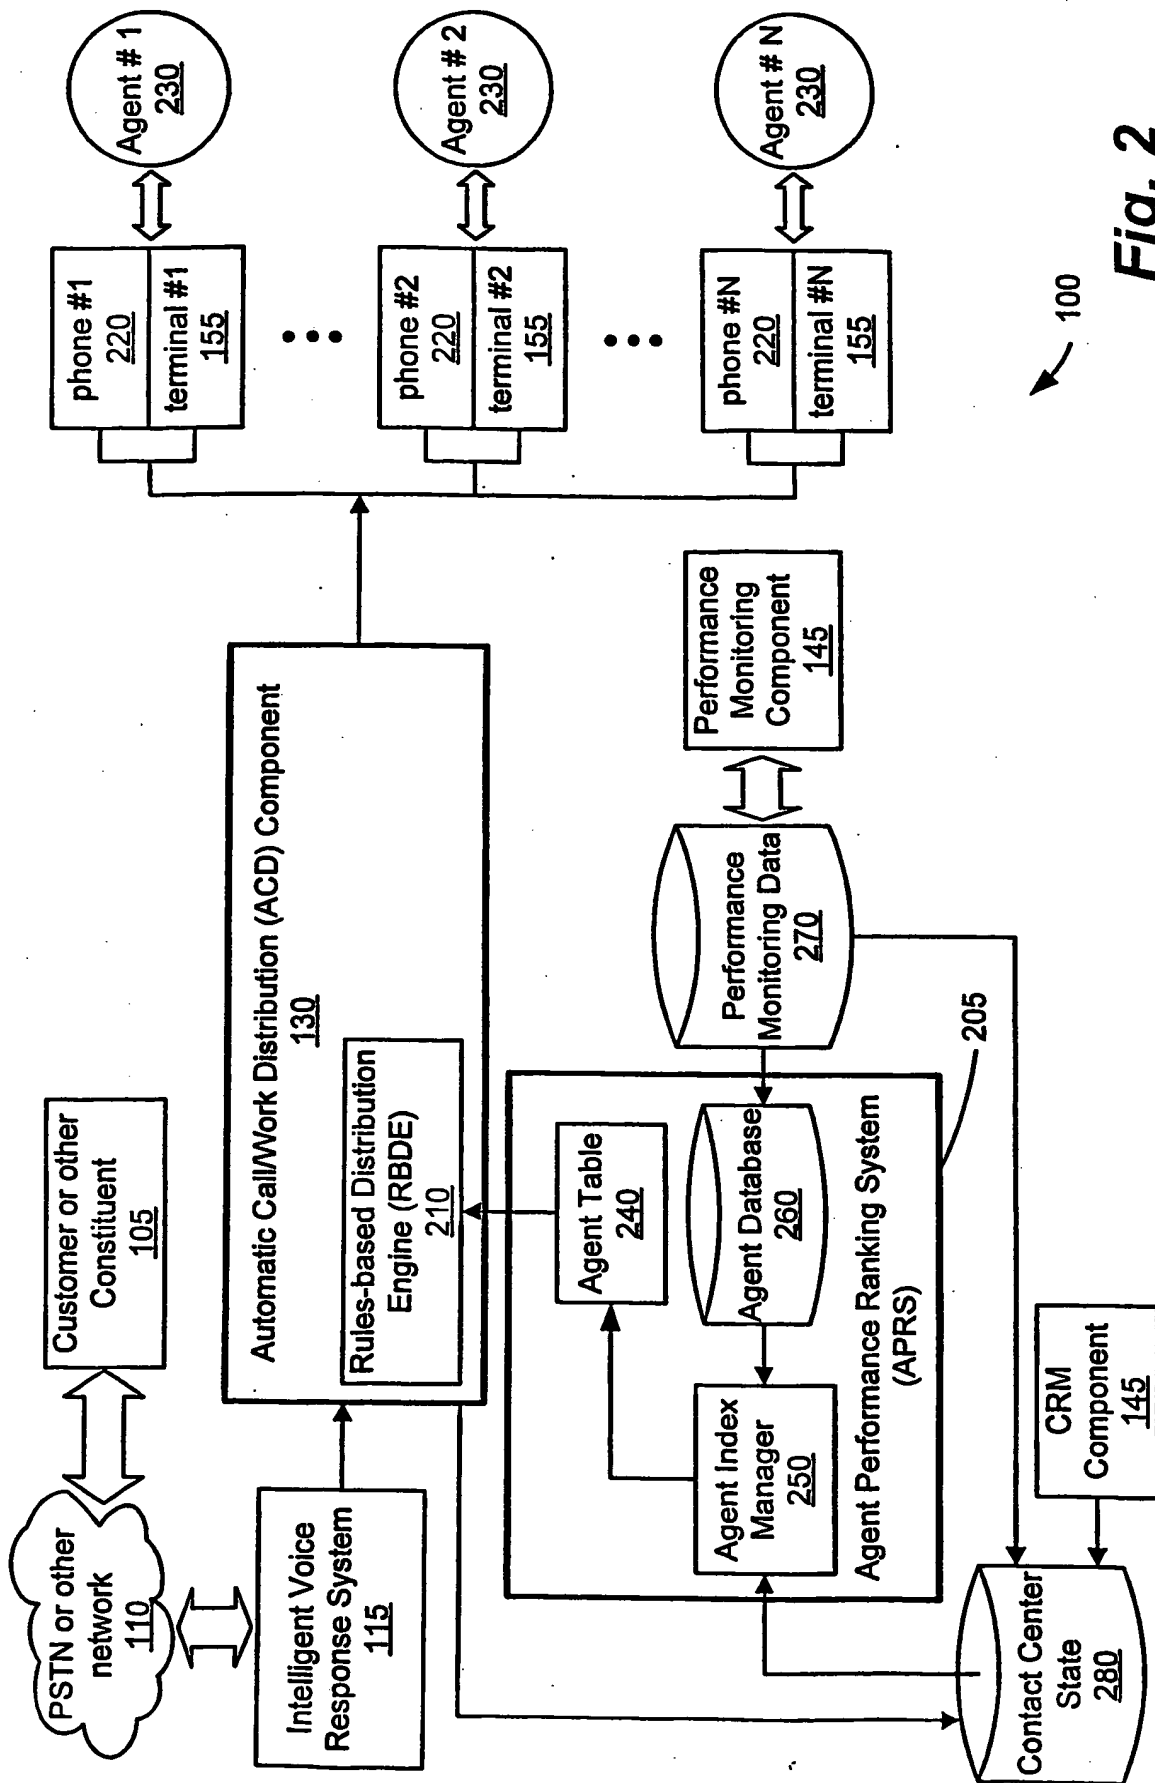 PSTN or other
network
110
Customer or other
Constituent
105
Intelligent Voice
Response System
115
Automatic Call/Work Distribution (ACD) Component
130
Rules-based Distribution
Engine (RBDE)
210
phone #1
220
terminal #1
155
Agent # 1
230
phone #2
220
terminal #2
155
Agent # 2
230
phone #N
220
terminal #N
155
Agent # N
230
Agent Table
240
Agent Index
Manager
250
Agent Database
260
Agent Performance Ranking System
(APRS)
205
Performance
Monitoring Data
270
Performance
Monitoring
Component
145
Contact Center
State
280
CRM
Component
145
100
Fig. 2